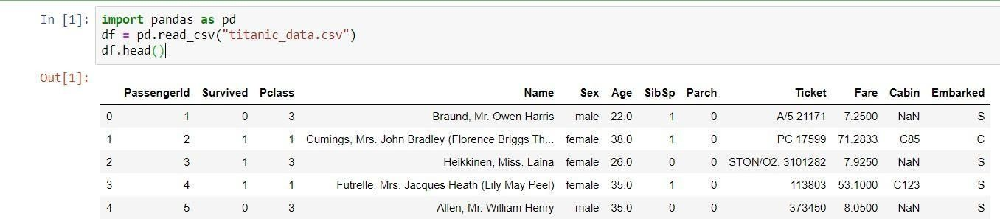 In [1]: import pandas as pd
df = pd.read_csv("titanic_data.csv")
df.head()
Out[1]:
PassengerId Survived Pclass Name Sex Age SibSp Parch Ticket Fare Cabin Embarked
0 1 0 3 Braund, Mr. Owen Harris male 22.0 1 0 A/5 21171 7.2500 NaN S
1 2 1 1 Cumings, Mrs. John Bradley (Florence Briggs Th... female 38.0 1 0 PC 17599 71.2833 C85 C
2 3 1 3 Heikkinen, Miss. Laina female 26.0 0 0 STON/O2. 3101282 7.9250 NaN S
3 4 1 1 Futrelle, Mrs. Jacques Heath (Lily May Peel) female 35.0 1 0 113803 53.1000 C123 S
4 5 0 3 Allen, Mr. William Henry male 35.0 0 0 373450 8.0500 NaN S